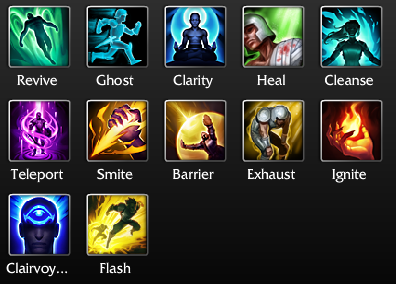 Revive
Ghost
Clarity
Heal
Cleanse
Teleport
Smite
Barrier
Exhaust
Ignite
Clairvoy...
Flash